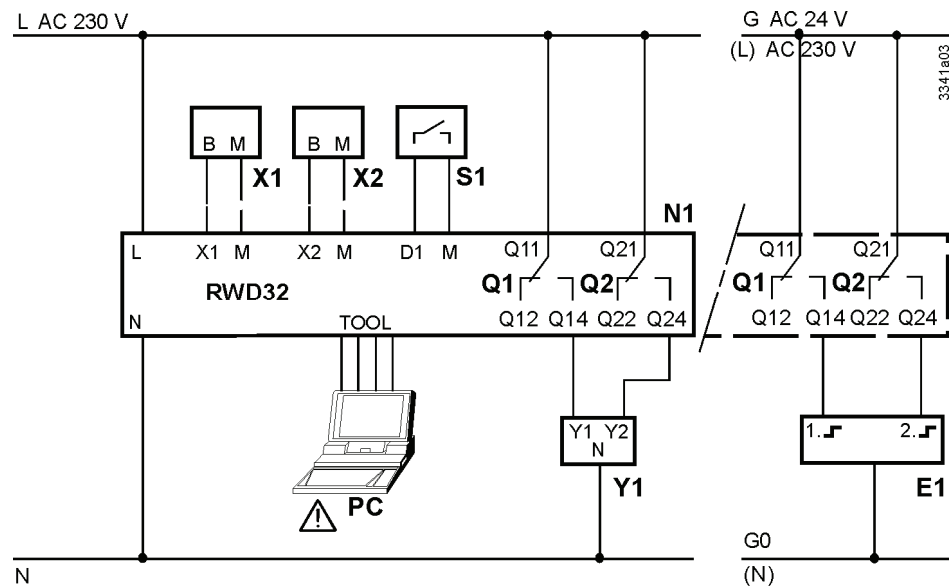 L AC 230 V
G AC 24 V
(L) AC 230 V
3341a03
B M
X1
B M
X2
S1
N1
L X1 M X2 M D1 M Q11 Q21
Q11 Q21
RWD32
Q1 Q2
Q1 Q2
N TOOL Q12 Q14 Q22 Q24
Q12 Q14 Q22 Q24
Y1 Y2
N
Y1
1. 2.
E1
PC
N
G0
(N)